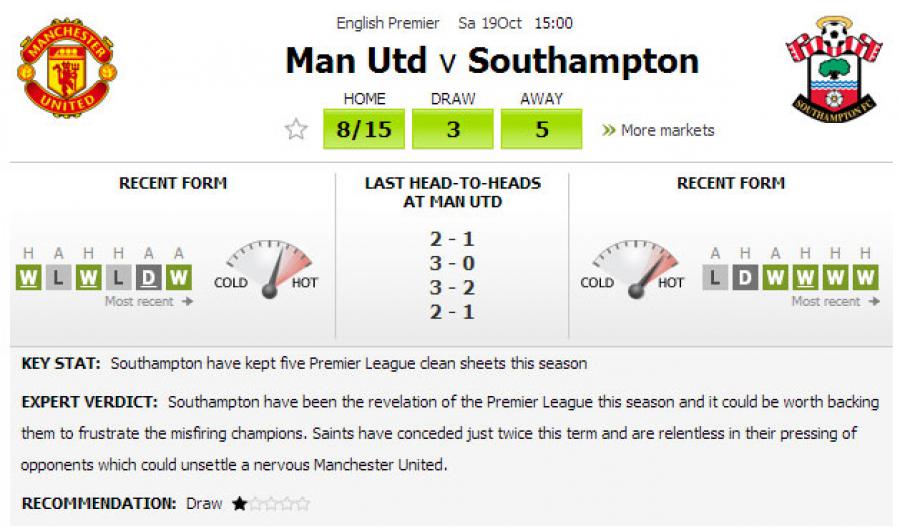 English Premier Sa 19Oct 15:00
Man Utd v Southampton
HOME DRAW AWAY
8/15 3 5 More markets
MANCHESTER
UNITED
SOUTHAMPTON FC
RECENT FORM
H A H H A A
W L W L D W
Most recent
COLD HOT
LAST HEAD-TO-HEADS
AT MAN UTD
2 - 1
3 - 0
3 - 2
2 - 1
RECENT FORM
COLD HOT
A H A H H H
L D W W W W
Most recent
KEY STAT: Southampton have kept five Premier League clean sheets this season
EXPERT VERDICT: Southampton have been the revelation of the Premier League this season and it could be worth backing
them to frustrate the misfiring champions. Saints have conceded just twice this term and are relentless in their pressing of
opponents which could unsettle a nervous Manchester United.
RECOMMENDATION: Draw